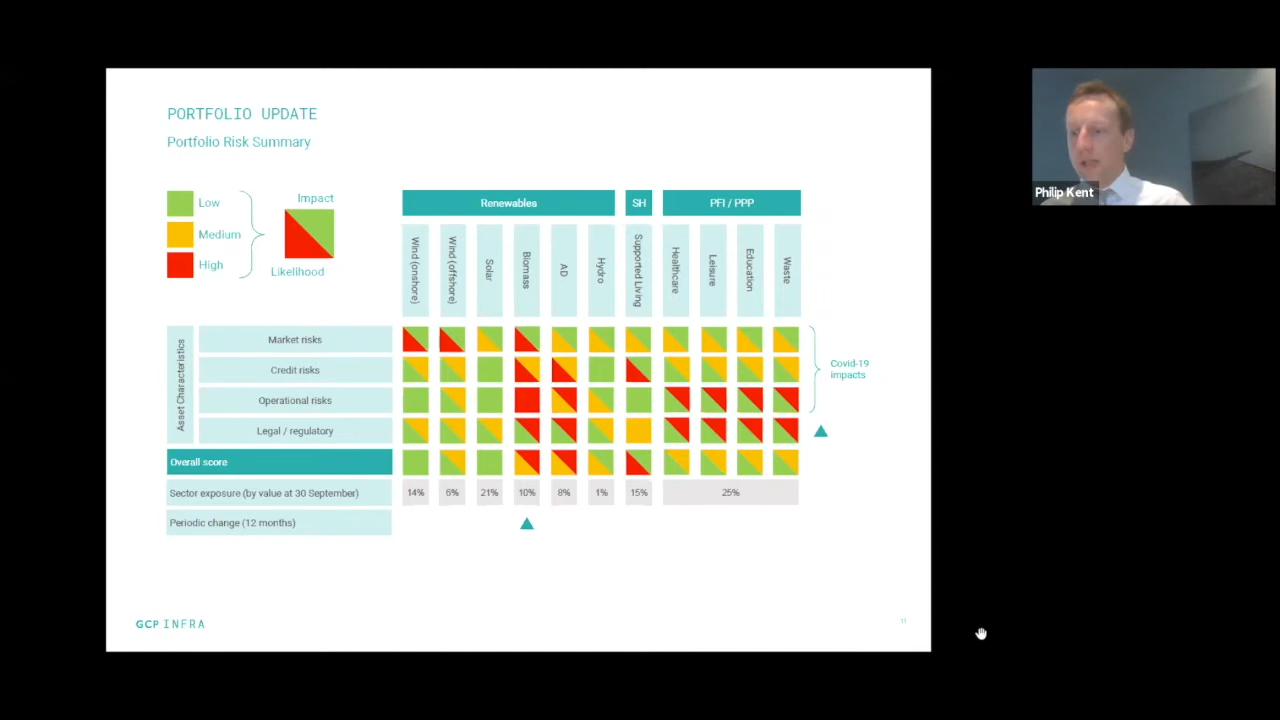 PORTFOLIO UPDATE
Portfolio Risk Summary
Low
Medium
High
Impact
Likelihood
Renewables
SH
PFI / PPP
Wind (onshore)
Wind (offshore)
Solar
Biomass
AD
Hydro
Supported Living
Healthcare
Leisure
Education
Waste
Asset Characteristics
Market risks
Credit risks
Operational risks
Legal / regulatory
Covid-19
impacts
Overall score
Sector exposure (by value at 30 September)
14%
6%
21%
10%
8%
1%
15%
25%
Periodic change (12 months)
GCP INFRA
11
Philip Kent